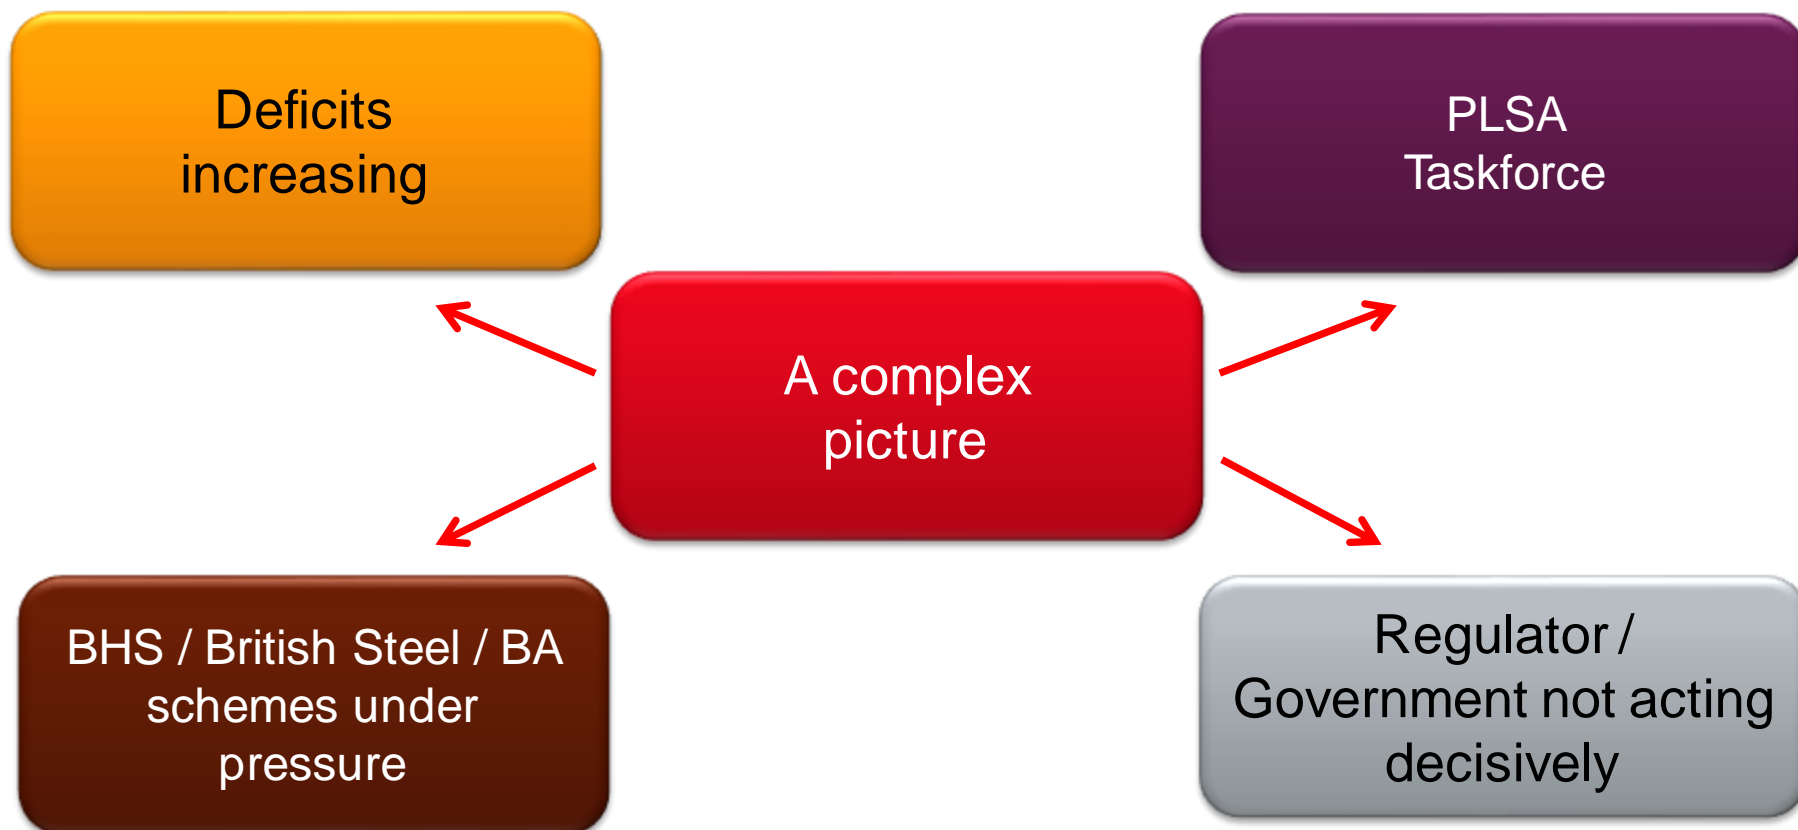 Deficits
increasing
PLSA
Taskforce
A complex
picture
BHS / British Steel / BA
schemes under
pressure
Regulator /
Government not acting
decisively